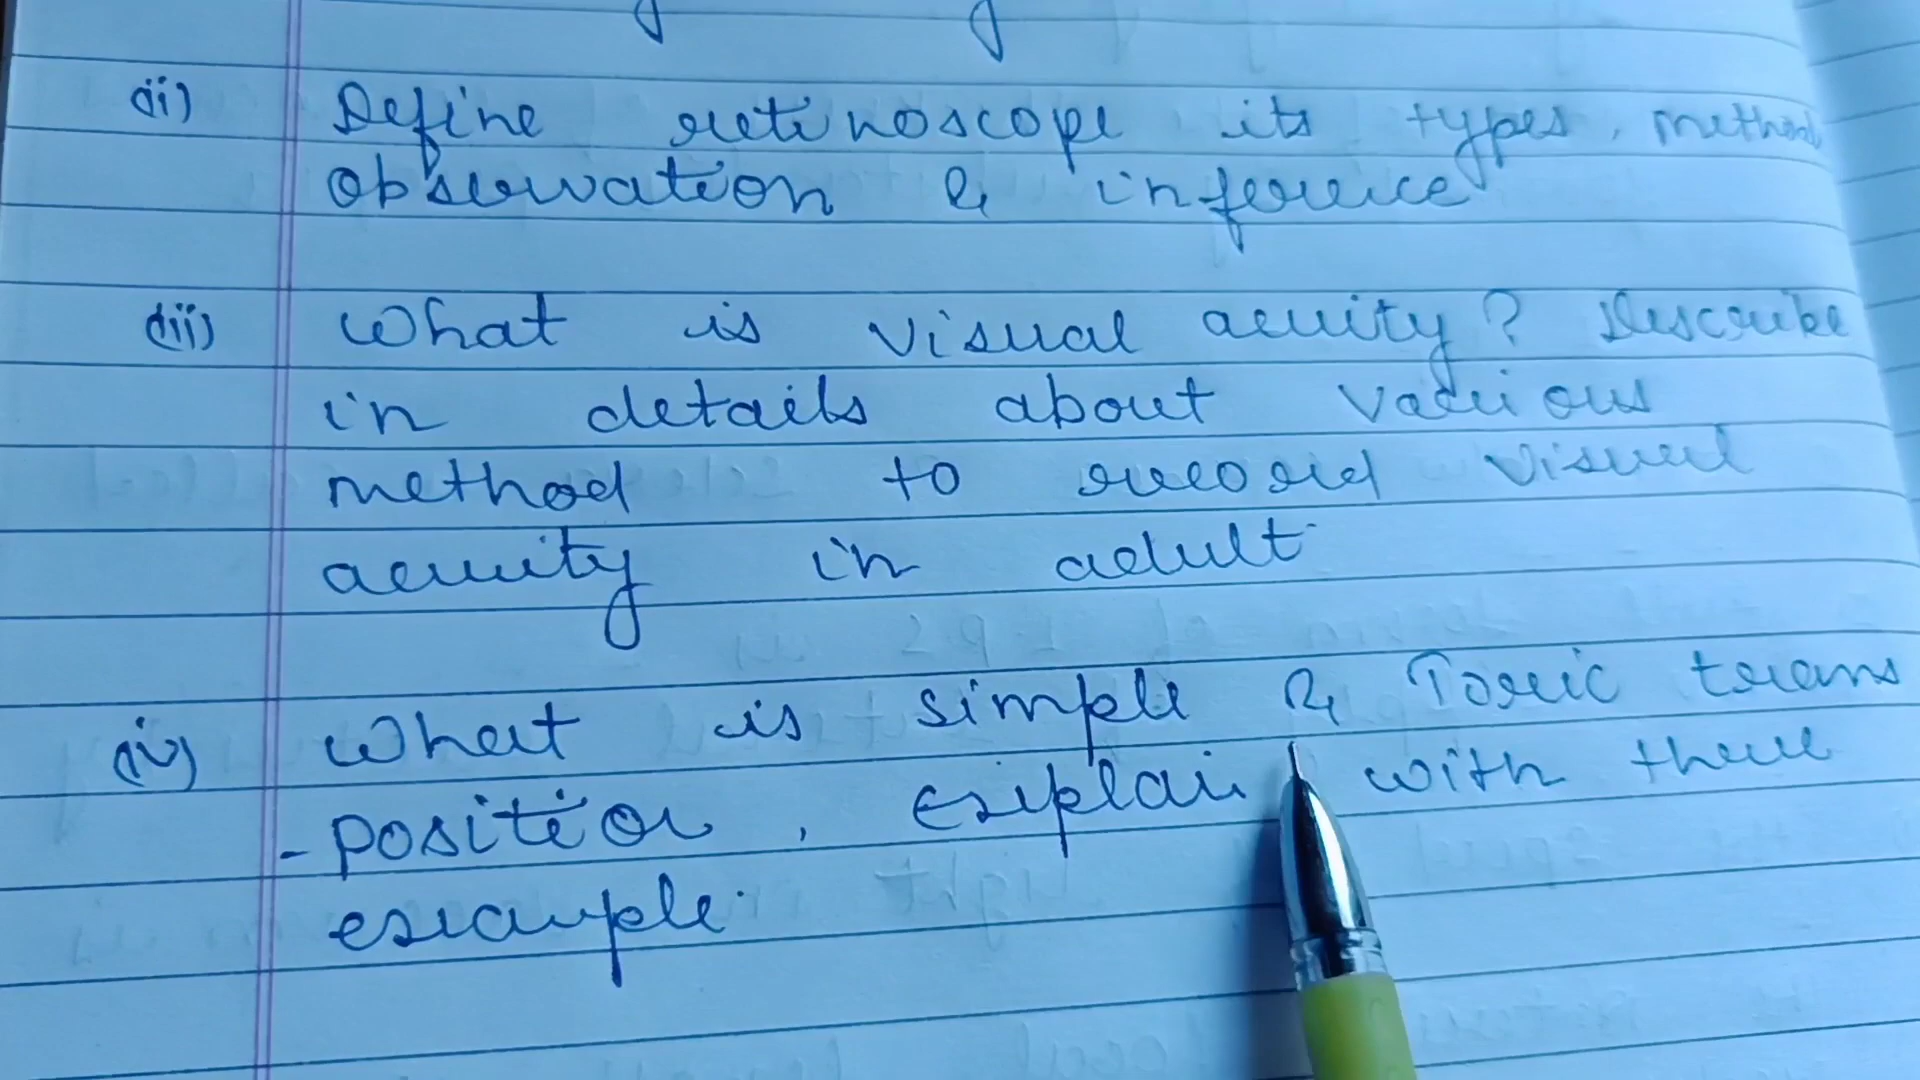 (ii) Define retinoscope its types, method
observation & inference
(iii) What is visual acuity? Describe
in details about various
method to record visual
acuity in adult
(iv) What is simple & Toric trans
-position, explain with three
example.